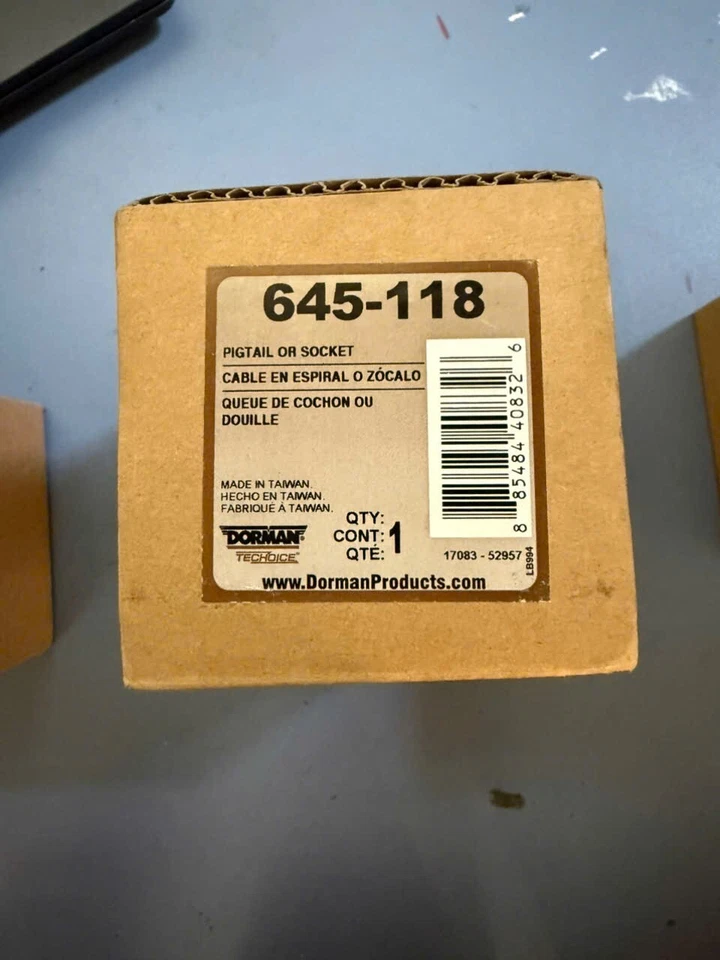 645-118
PIGTAIL OR SOCKET
CABLE EN ESPIRAL O ZÓCALO
QUEUE DE COCHON OU
DOUILLE
MADE IN TAIWAN.
HECHO EN TAIWAN.
FABRIQUÉ À TAIWAN.
DORMAN®
TECHOICE™
QTY:
CONT: 1
QTÉ:
8 85484 40832 6
17083 - 52957
LB994
www.DormanProducts.com